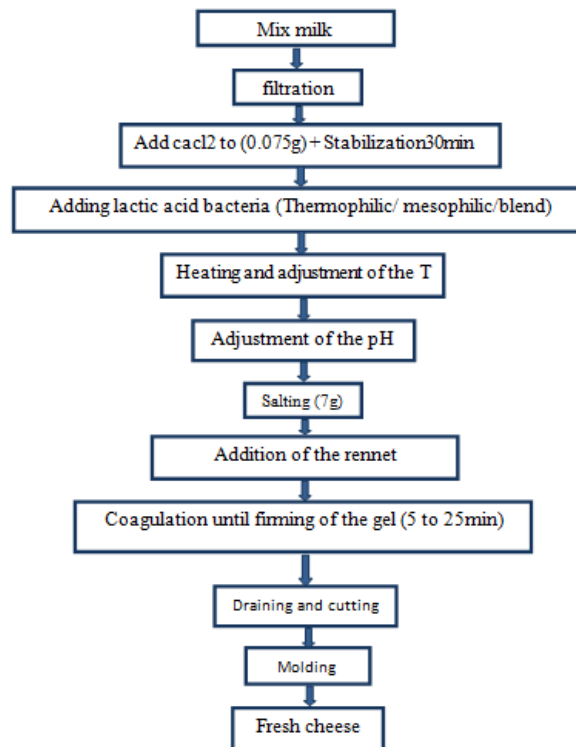 Mix milk
filtration
Add cacl2 to (0.075g) + Stabilization30min
Adding lactic acid bacteria (Thermophilic/ mesophilic/blend)
Heating and adjustment of the T
Adjustment of the pH
Salting (7g)
Addition of the rennet
Coagulation until firming of the gel (5 to 25min)
Draining and cutting
Molding
Fresh cheese